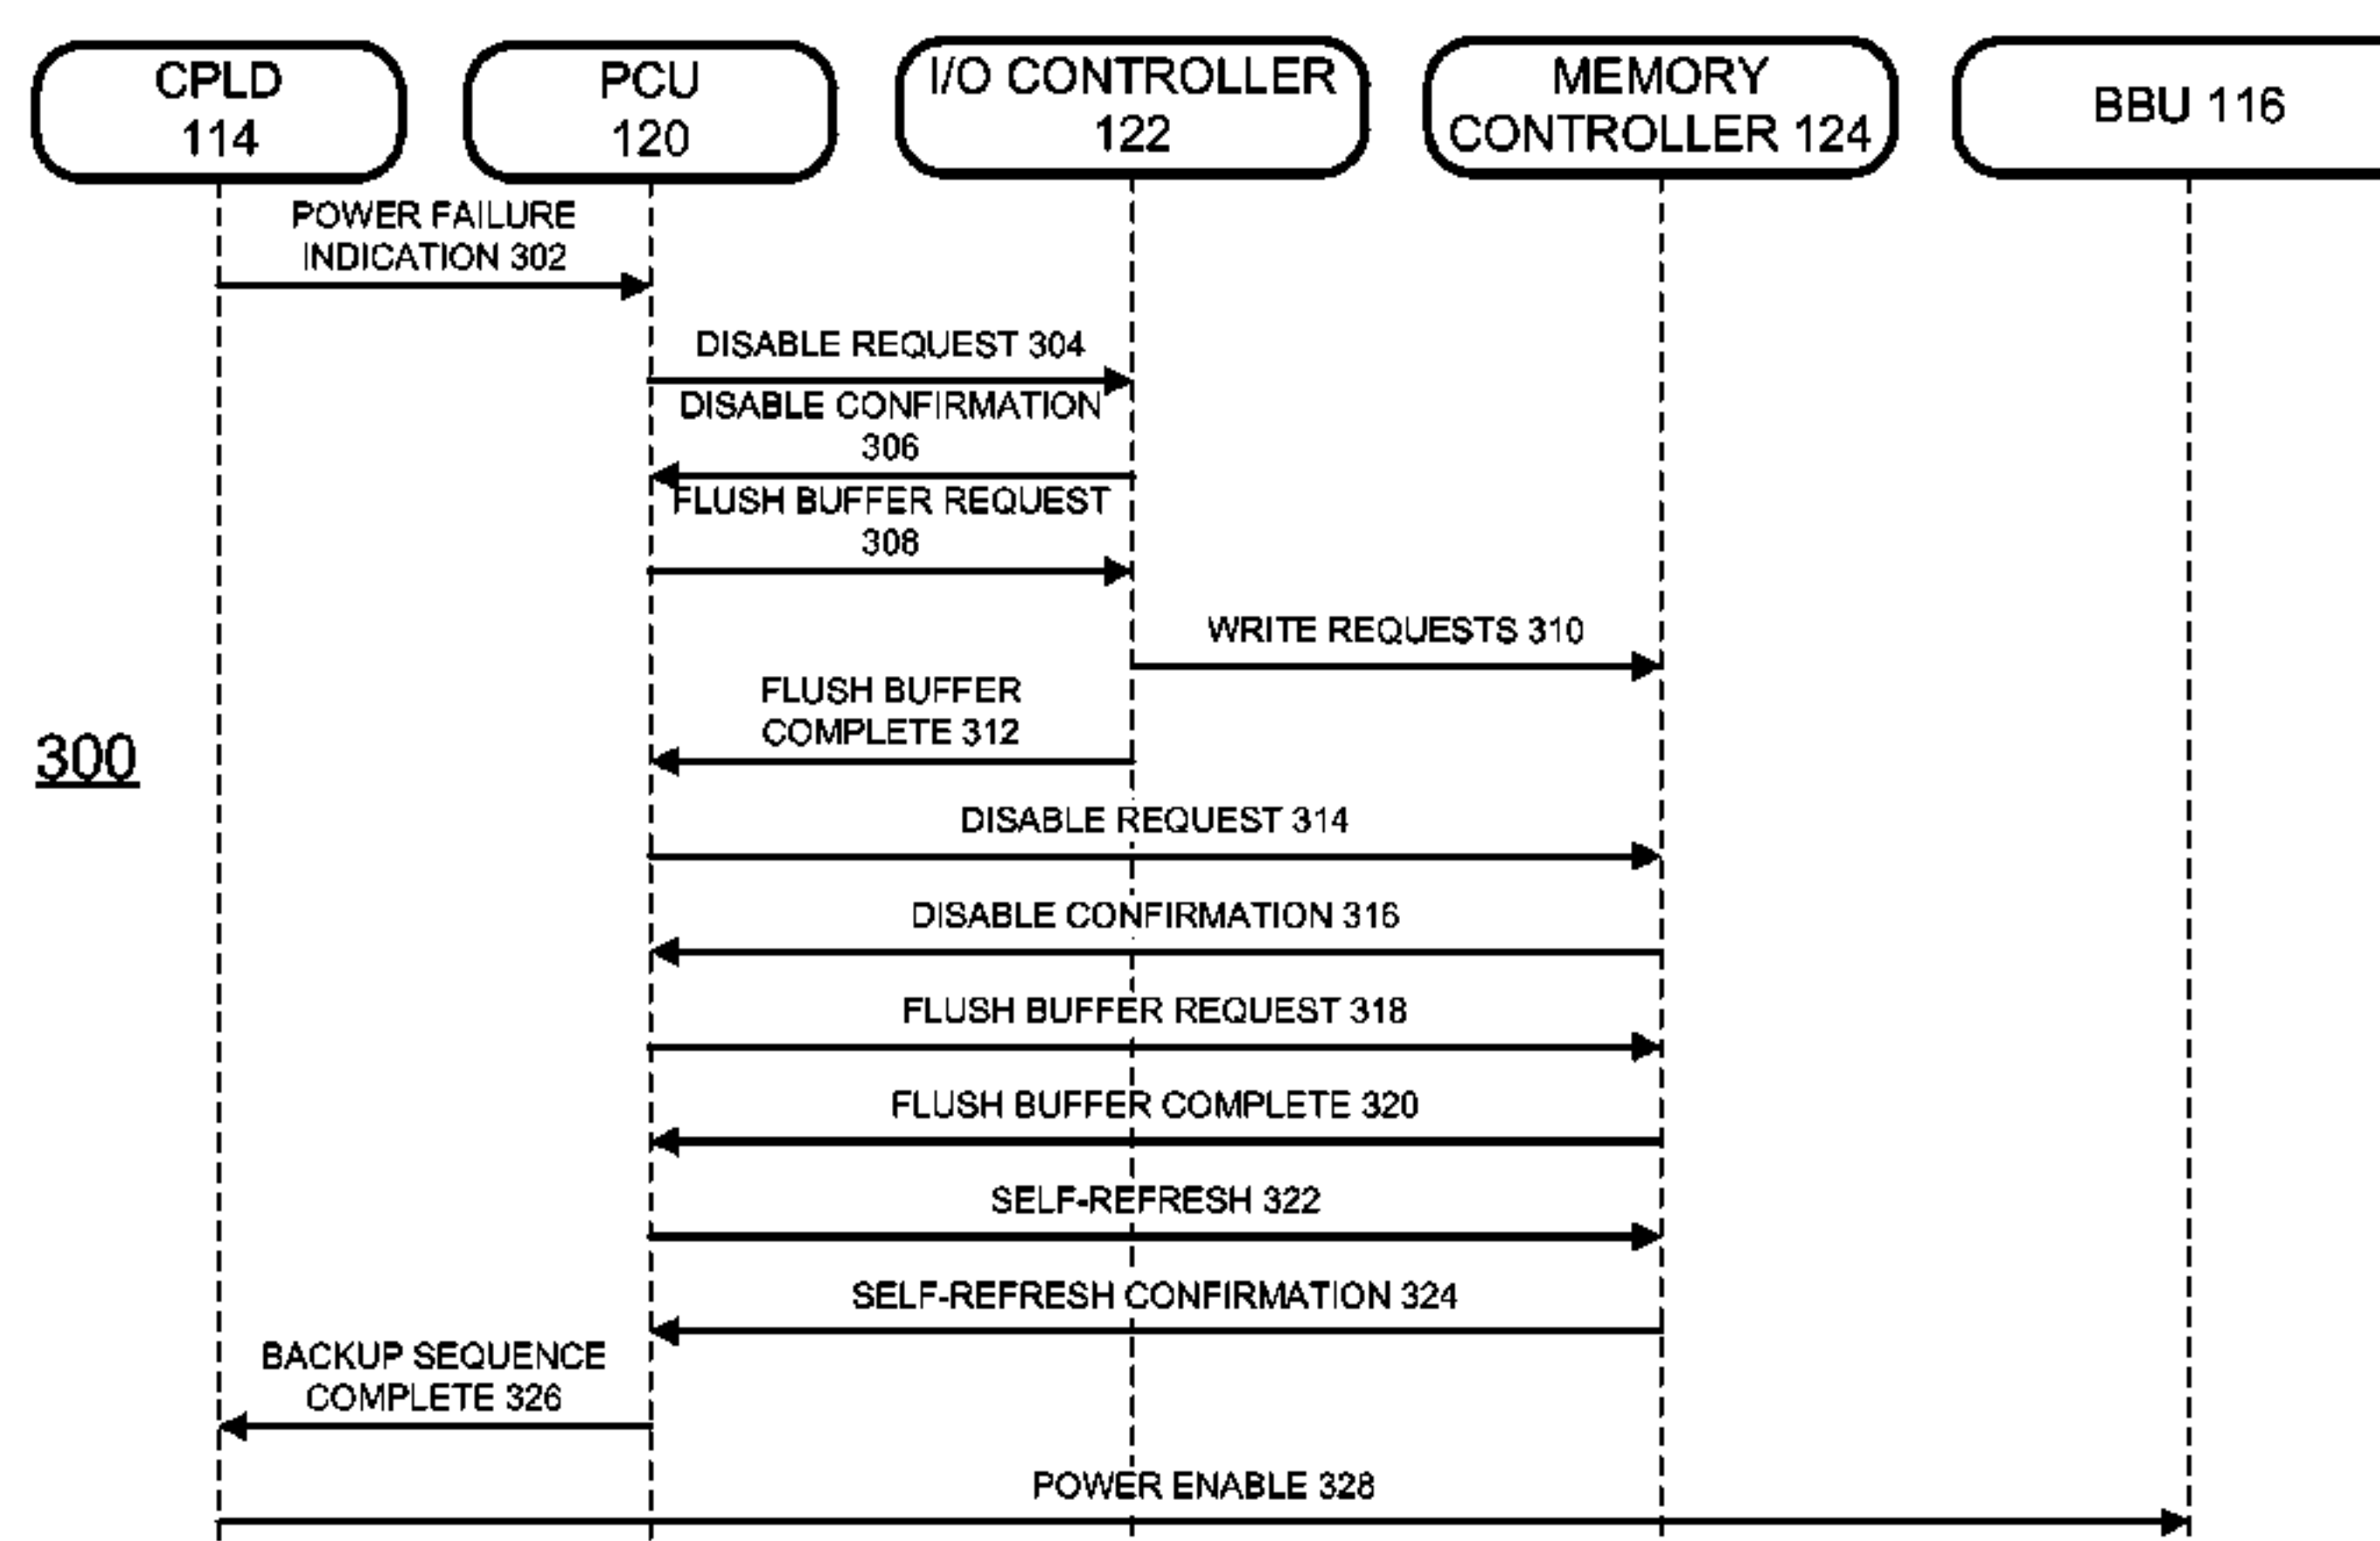 CPLD
114
PCU
120
I/O CONTROLLER
122
MEMORY
CONTROLLER 124
BBU 116
POWER FAILURE
INDICATION 302
DISABLE REQUEST 304
DISABLE CONFIRMATION
306
FLUSH BUFFER REQUEST
308
WRITE REQUESTS 310
FLUSH BUFFER
COMPLETE 312
300
DISABLE REQUEST 314
DISABLE CONFIRMATION 316
FLUSH BUFFER REQUEST 318
FLUSH BUFFER COMPLETE 320
SELF-REFRESH 322
SELF-REFRESH CONFIRMATION 324
BACKUP SEQUENCE
COMPLETE 326
POWER ENABLE 328